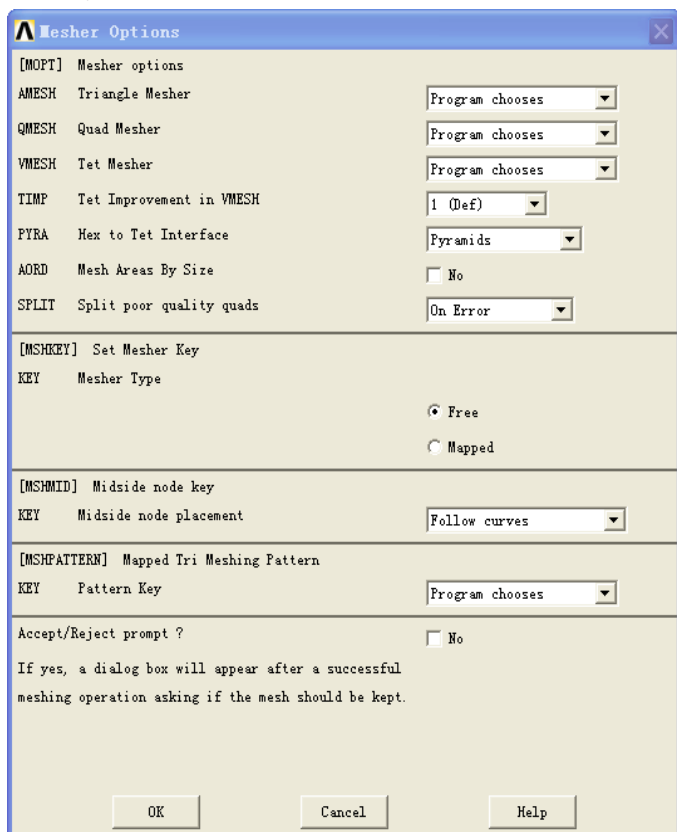 Mesher Options
[MOPT] Mesher options
AMESH Triangle Mesher Program chooses
QMESH Quad Mesher Program chooses
VMESH Tet Mesher Program chooses
TIMP Tet Improvement in VMESH 1 (Def)
PYRA Hex to Tet Interface Pyramids
AORD Mesh Areas By Size No
SPLIT Split poor quality quads On Error
[MSHKEY] Set Mesher Key
KEY Mesher Type
Free
Mapped
[MSHMID] Midside node key
KEY Midside node placement Follow curves
[MSHPATTERN] Mapped Tri Meshing Pattern
KEY Pattern Key Program chooses
Accept/Reject prompt ? No
If yes, a dialog box will appear after a successful
meshing operation asking if the mesh should be kept.
OK Cancel Help